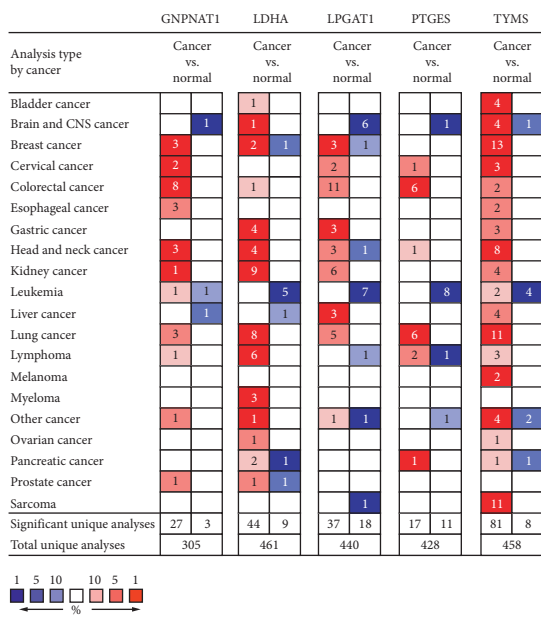 GNPNAT1 LDHA LPGAT1 PTGES TYMS
Analysis type Cancer Cancer Cancer Cancer Cancer
by cancer vs. vs. vs. vs. vs.
normal normal normal normal normal
Bladder cancer 1 4
Brain and CNS cancer 1 1 6 1 4 1
Breast cancer 3 2 1 3 1 13
Cervical cancer 2 2 1 3
Colorectal cancer 8 1 11 6 2
Esophageal cancer 3 2
Gastric cancer 4 3 3
Head and neck cancer 3 4 3 1 1 8
Kidney cancer 1 9 6 4
Leukemia 1 1 5 7 8 2 4
Liver cancer 1 1 3 4
Lung cancer 3 8 5 6 11
Lymphoma 1 6 1 2 1 3
Melanoma 2
Myeloma 3
Other cancer 1 1 1 1 1 4 2
Ovarian cancer 1 1
Pancreatic cancer 2 1 1 1 1
Prostate cancer 1 1 1
Sarcoma 1 11
Significant unique analyses 27 3 44 9 37 18 17 11 81 8
Total unique analyses 305 461 440 428 458
1 5 10 10 5 1
%